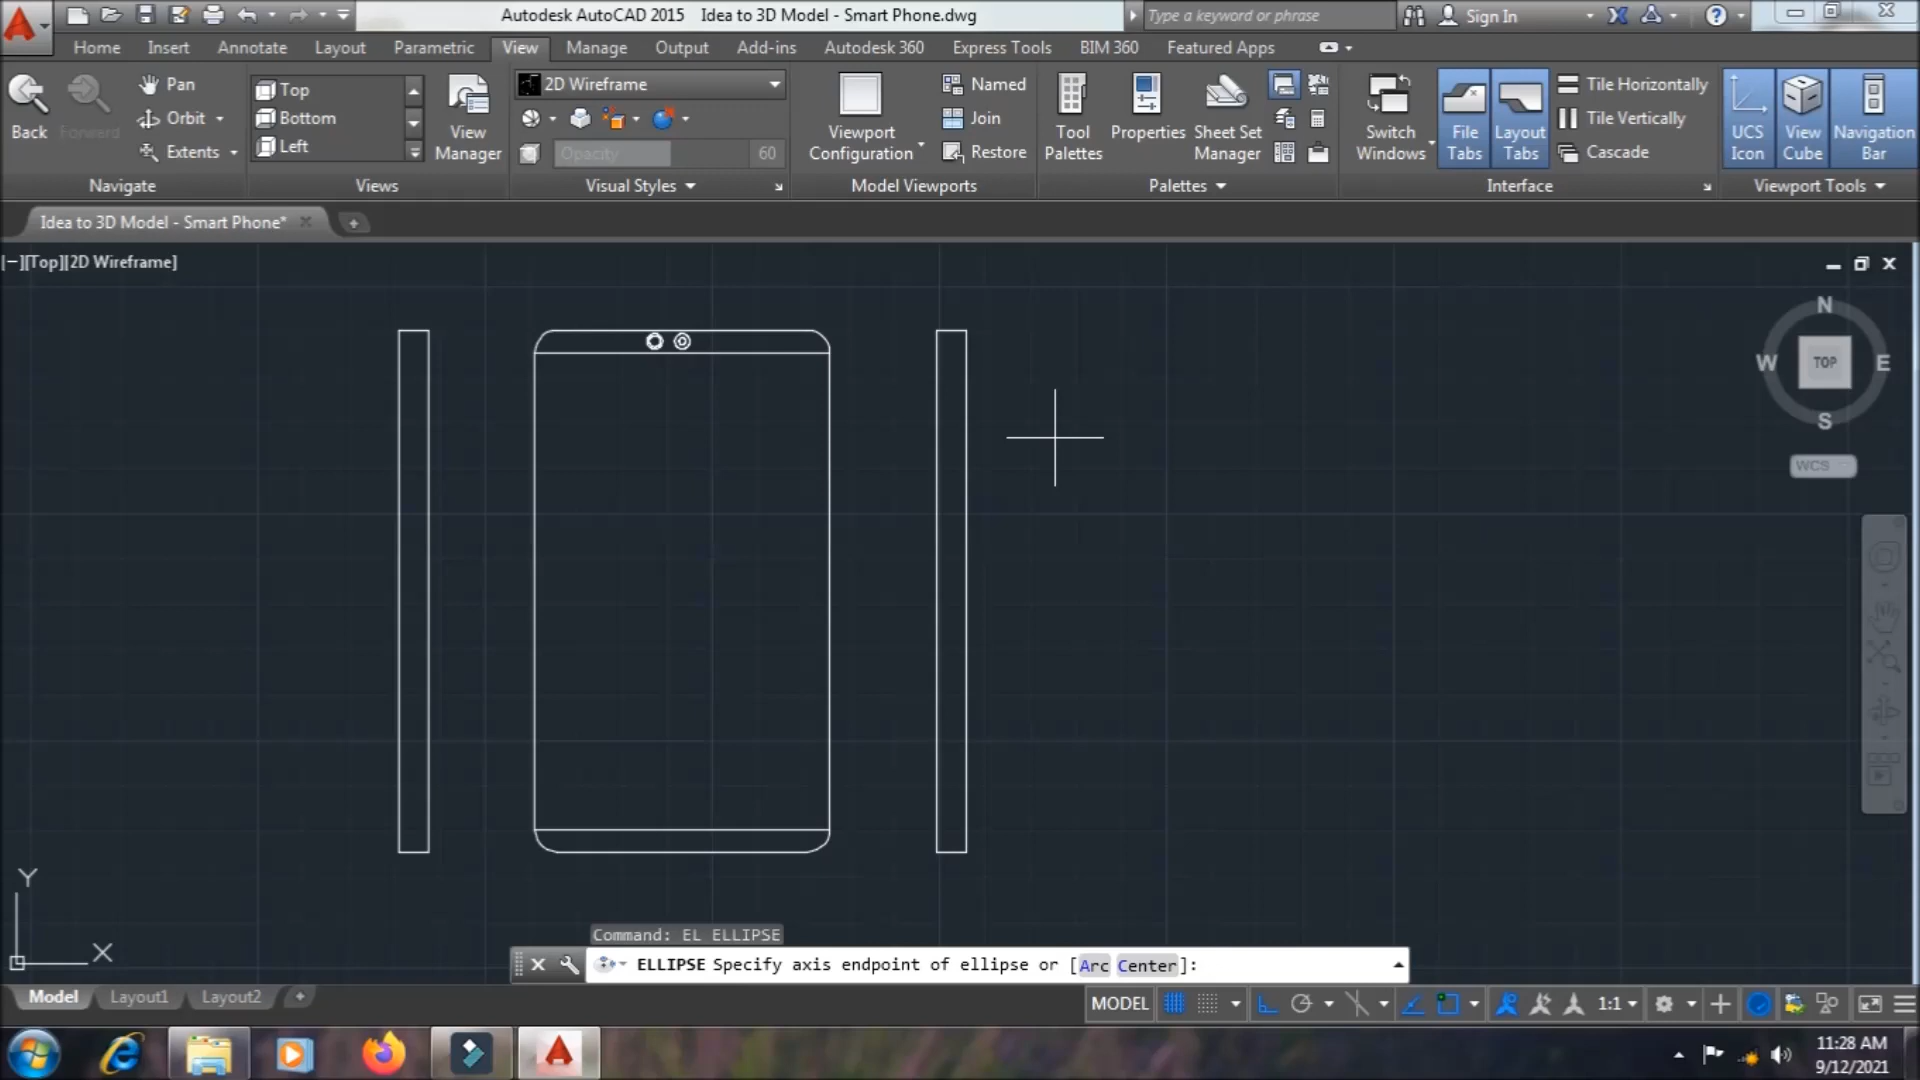 Autodesk AutoCAD 2015 Idea to 3D Model - Smart Phone.dwg
Type a keyword or phrase
Sign In
Home Insert Annotate Layout Parametric View Manage Output Add-ins Autodesk 360 Express Tools BIM 360 Featured Apps
Back
Forward
Pan
Orbit
Extents
Navigate
Top
Bottom
Left
View
Manager
Views
2D Wireframe
Opacity 60
Visual Styles
Viewport
Configuration
Named
Join
Restore
Model Viewports
Tool
Palettes
Properties
Sheet Set
Manager
Palettes
Switch
Windows
File
Tabs
Layout
Tabs
Tile Horizontally
Tile Vertically
Cascade
Interface
UCS
Icon
View
Cube
Navigation
Bar
Viewport Tools
Idea to 3D Model - Smart Phone*
[−][Top][2D Wireframe]
N
W TOP E
S
WCS
Y
X
Command: EL ELLIPSE
ELLIPSE Specify axis endpoint of ellipse or [Arc Center]:
Model Layout1 Layout2
MODEL
1:1
11:28 AM
9/12/2021